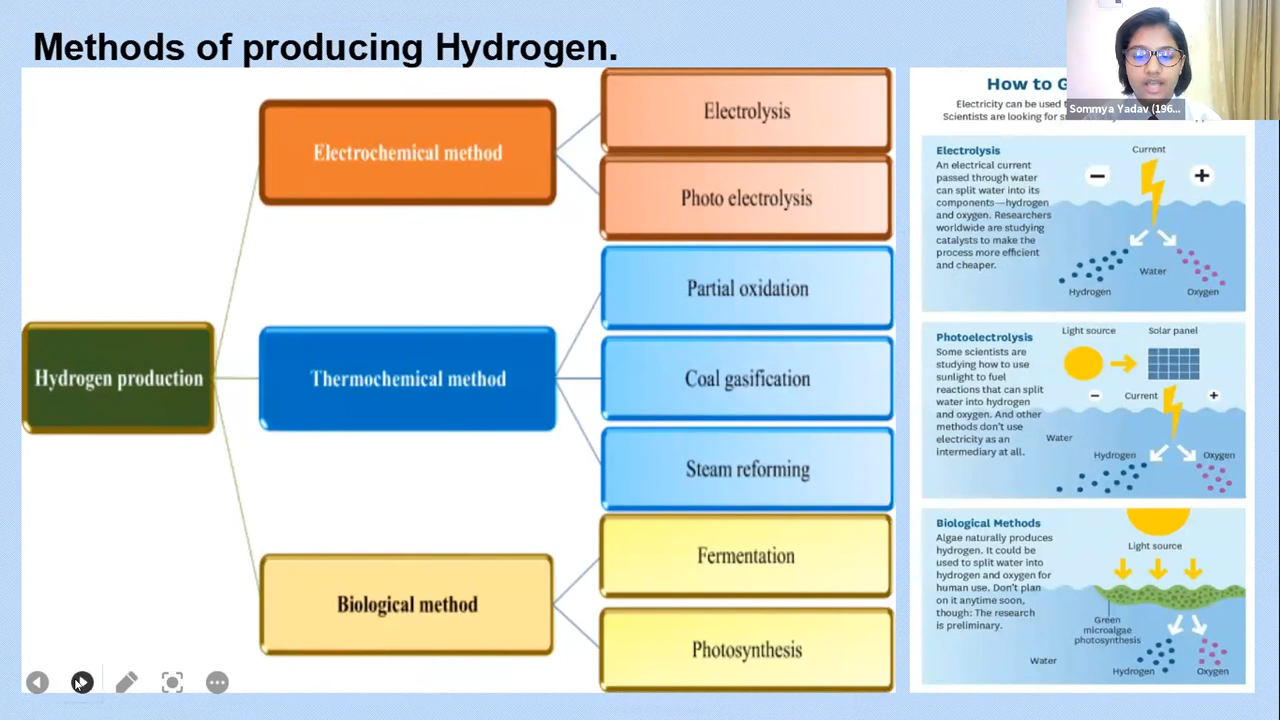 Methods of producing Hydrogen.
Hydrogen production
Electrochemical method
Thermochemical method
Biological method
Electrolysis
Photo electrolysis
Partial oxidation
Coal gasification
Steam reforming
Fermentation
Photosynthesis
How to G
Electricity can be used
Scientists are looking for
Sommya Yadav (196...
Electrolysis
An electrical current
passed through water
can split water into its
components—hydrogen
and oxygen. Researchers
worldwide are studying
catalysts to make the
process more efficient
and cheaper.
Current
Water
Hydrogen
Oxygen
Photoelectrolysis
Some scientists are
studying how to use
sunlight to fuel
reactions that can split
water into hydrogen
and oxygen. And other
methods don't use
electricity as an
intermediary at all.
Light source
Solar panel
Current
Water
Hydrogen
Oxygen
Biological Methods
Algae naturally produces
hydrogen. It could be
used to split water into
hydrogen and oxygen for
human use. Don't plan
on it anytime soon,
though: The research
is preliminary.
Light source
Green
microalgae
photosynthesis
Water
Hydrogen
Oxygen